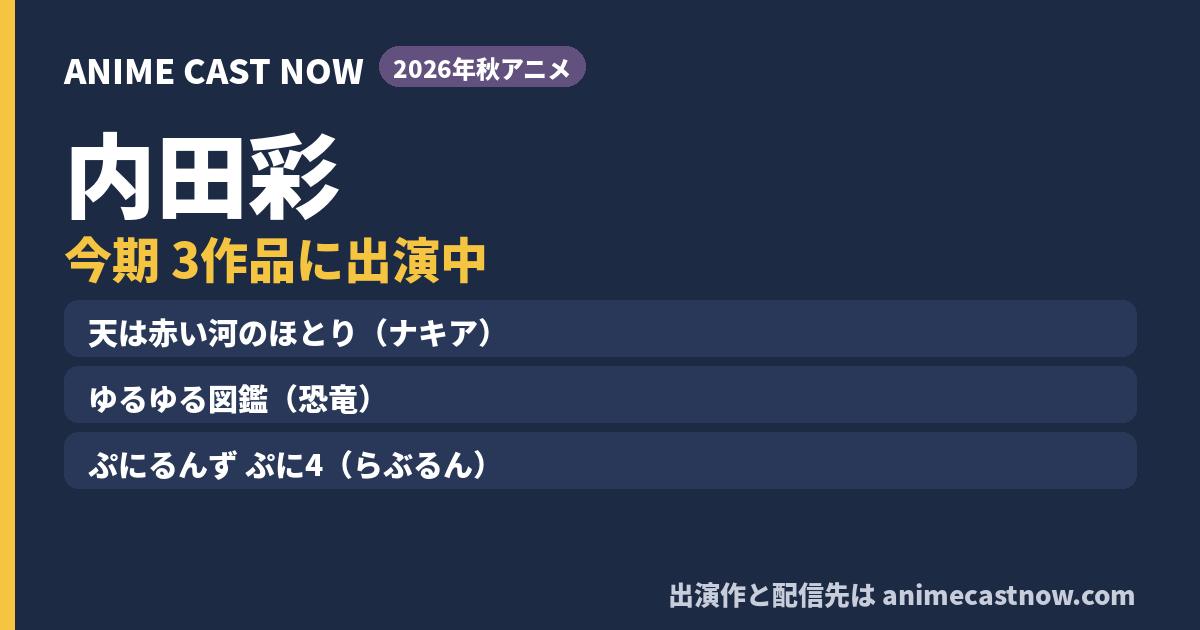 ANIME CAST NOW 2026年秋アニメ
内田彩
今期 3作品に出演中
天は赤い河のほとり（ナキア）
ゆるゆる図鑑（恐竜）
ぷにるんず ぷに4（らぶるん）
出演作と配信先は animecastnow.com